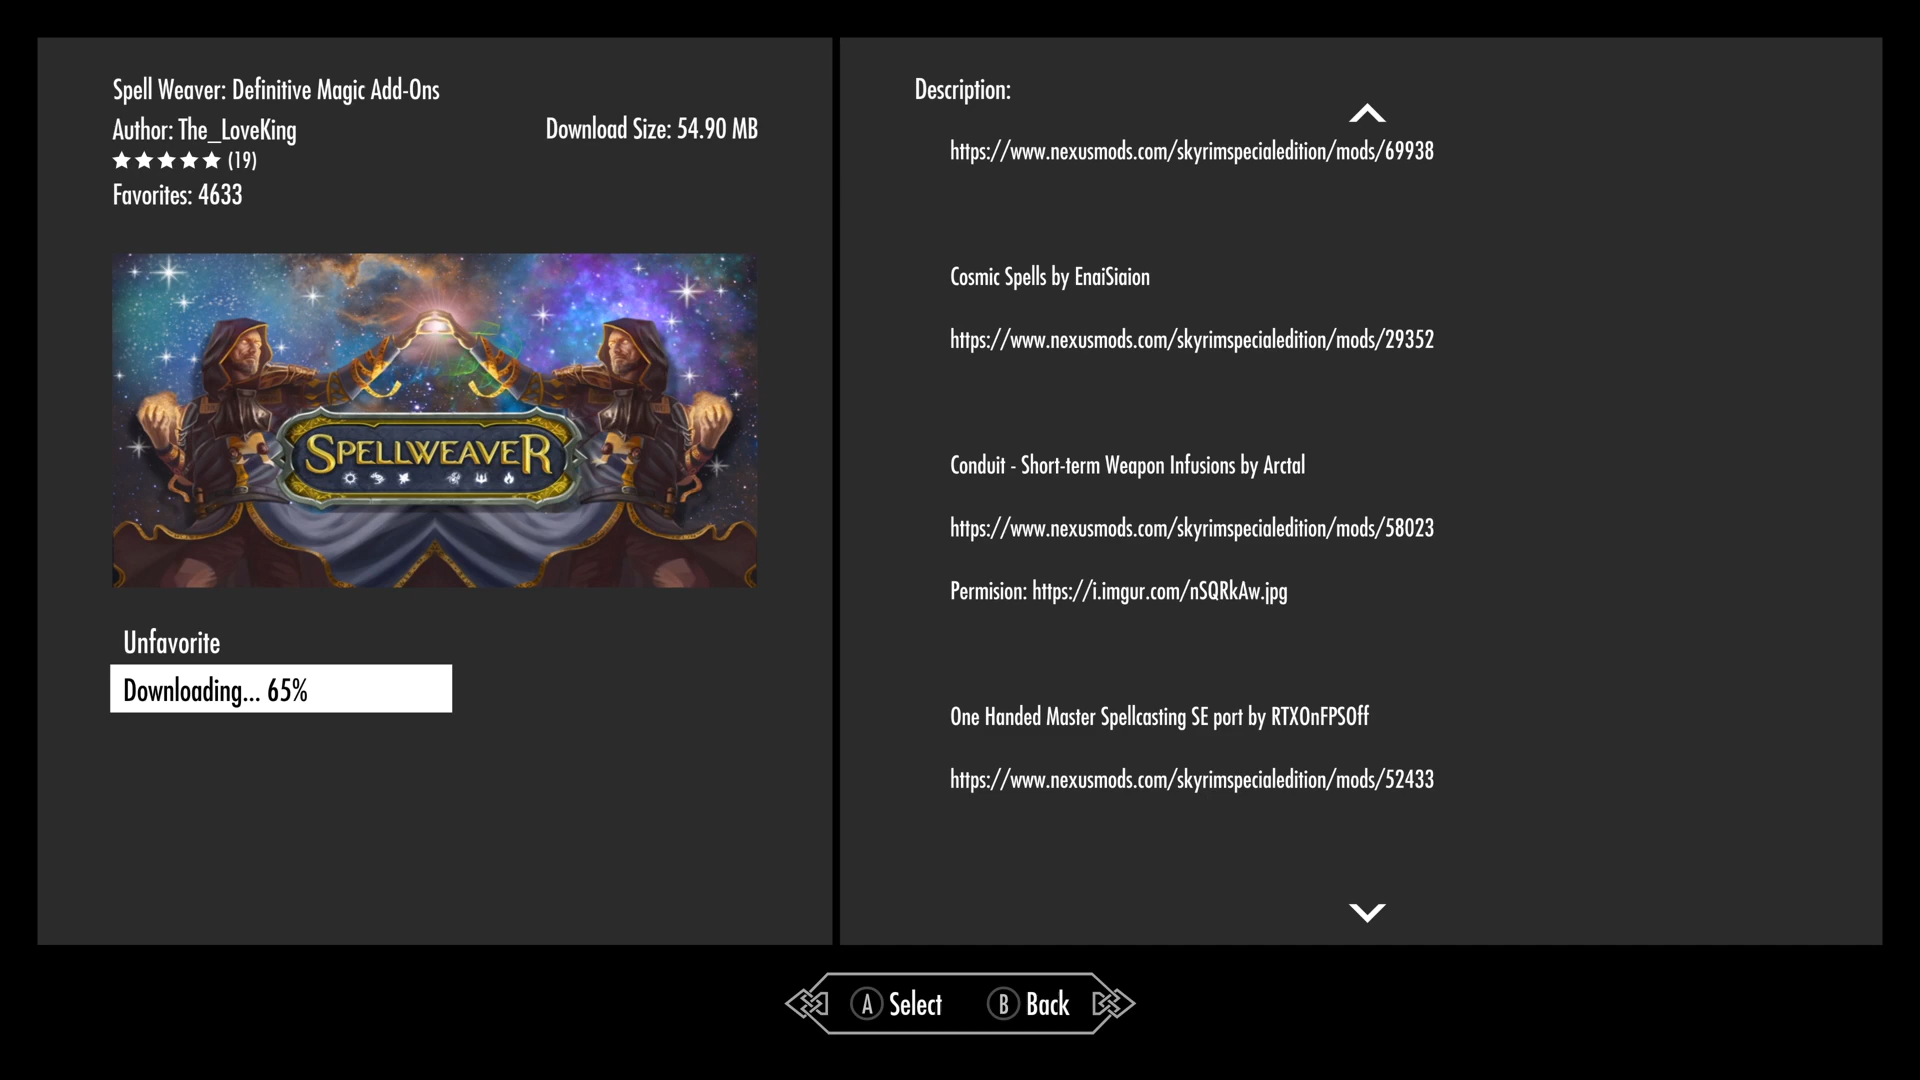 Spell Weaver: Definitive Magic Add-Ons
Author: The_LoveKing
Download Size: 54.90 MB
(19)
Favorites: 4633
SPELLWEAVER
Unfavorite
Downloading... 65%
Description:
https://www.nexusmods.com/skyrimspecialedition/mods/69938
Cosmic Spells by EnaiSiaion
https://www.nexusmods.com/skyrimspecialedition/mods/29352
Conduit - Short-term Weapon Infusions by Arctal
https://www.nexusmods.com/skyrimspecialedition/mods/58023
Permision: https://i.imgur.com/nSQRkAw.jpg
One Handed Master Spellcasting SE port by RTXOnFPSOff
https://www.nexusmods.com/skyrimspecialedition/mods/52433
A Select B Back